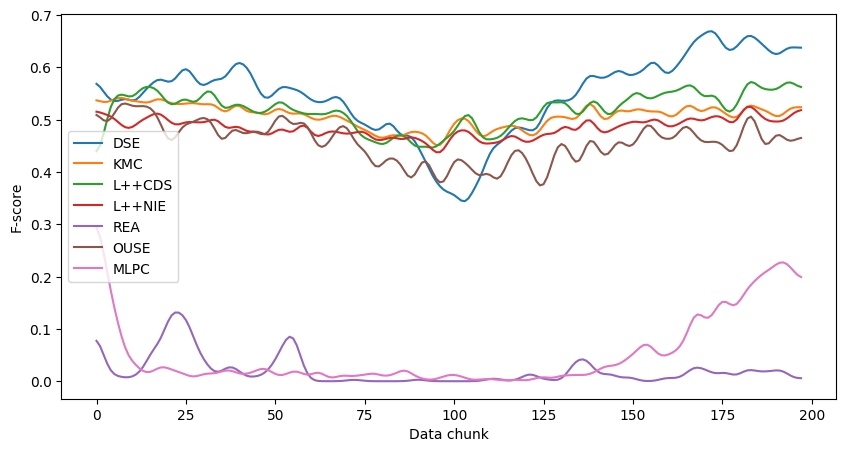 0.7
0.6
0.5
0.4
0.3
0.2
0.1
0.0
F-score
DSE
KMC
L++CDS
L++NIE
REA
OUSE
MLPC
0 25 50 75 100 125 150 175 200
Data chunk